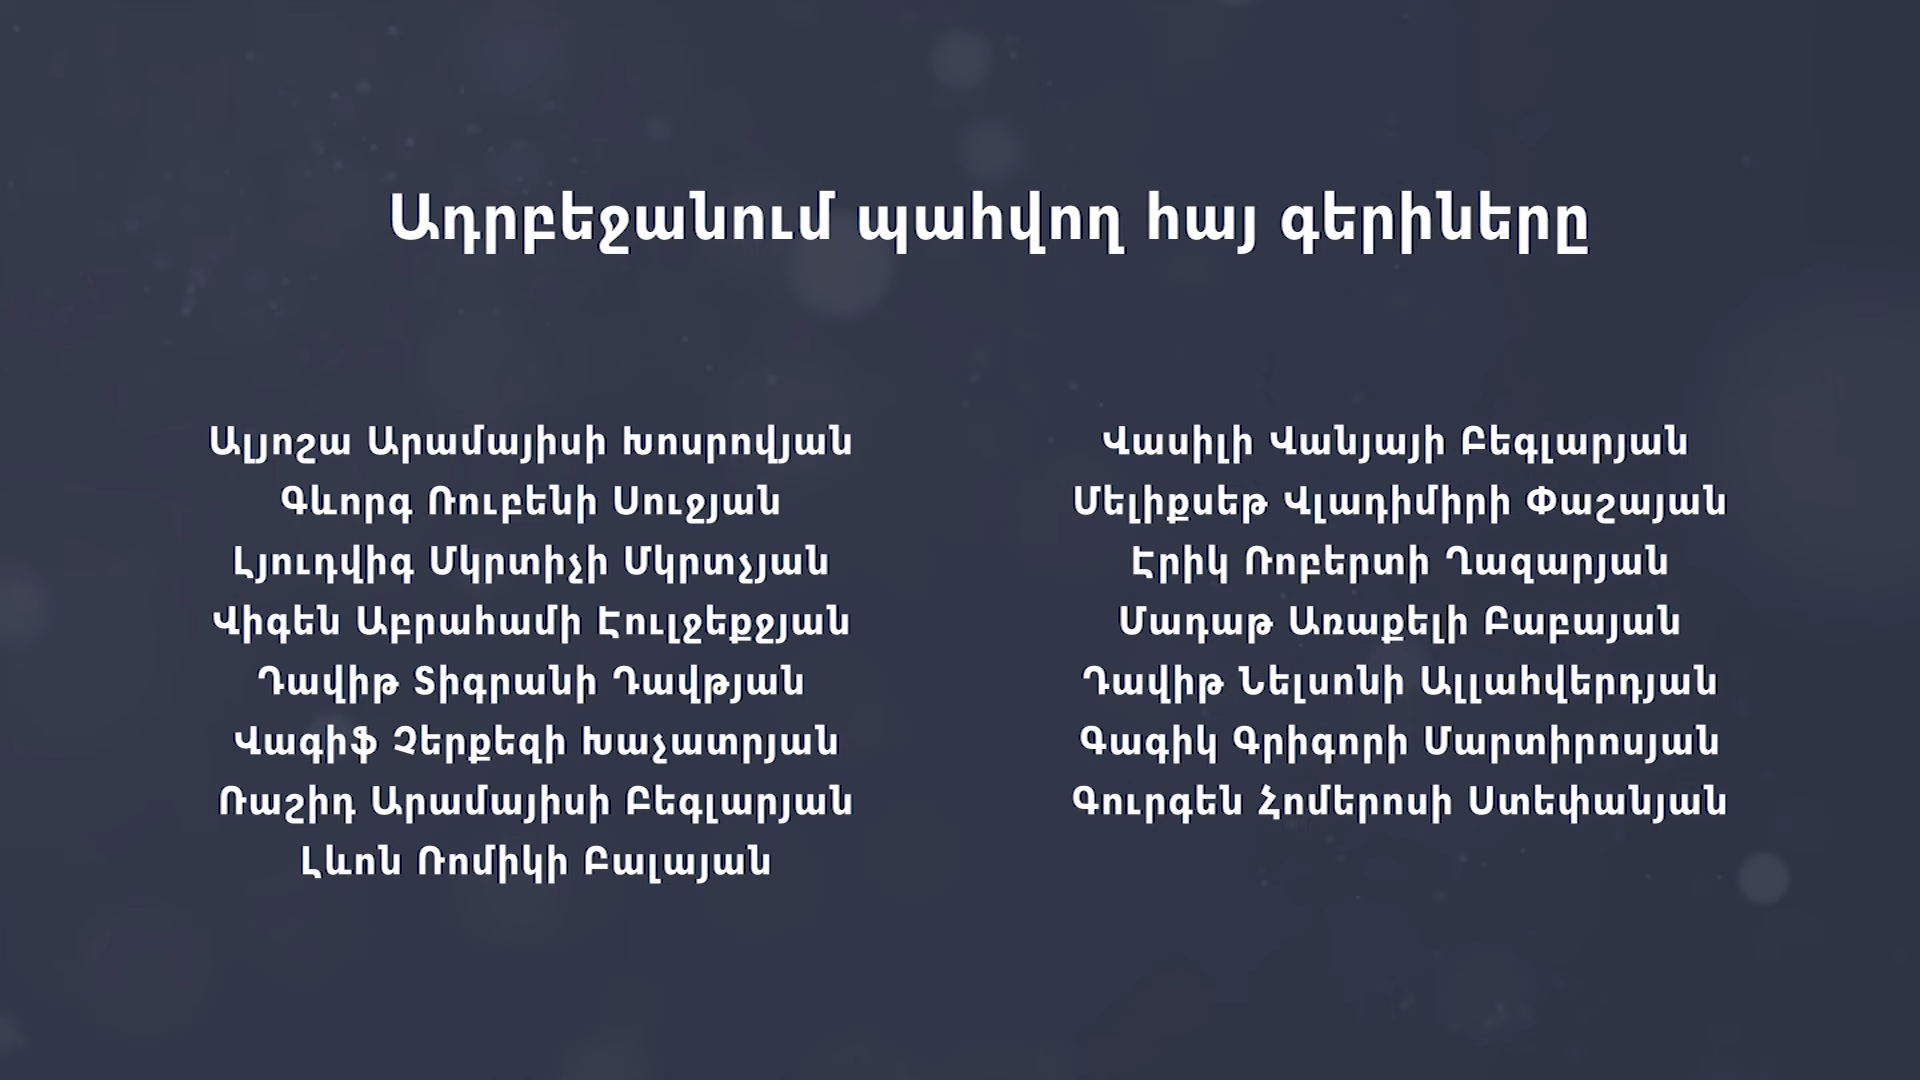 Ադրբեջանում պահվող հայ գերիները
Ալյոշա Արամայիսի Խոսրովյան
Գևորգ Ռուբենի Սուջյան
Լյուդվիգ Մկրտիչի Մկրտչյան
Վիգեն Աբրահամի Էուլջեքջյան
Դավիթ Տիգրանի Դավթյան
Վագիֆ Չերքեզի Խաչատրյան
Ռաշիդ Արամայիսի Բեգլարյան
Լևոն Ռոմիկի Բալայան
Վասիլի Վանյայի Բեգլարյան
Մելիքսեթ Վլադիմիրի Փաշայան
Էրիկ Ռոբերտի Ղազարյան
Մադաթ Առաքելի Բաբայան
Դավիթ Նելսոնի Ալլահվերդյան
Գագիկ Գրիգորի Մարտիրոսյան
Գուրգեն Հոմերոսի Ստեփանյան